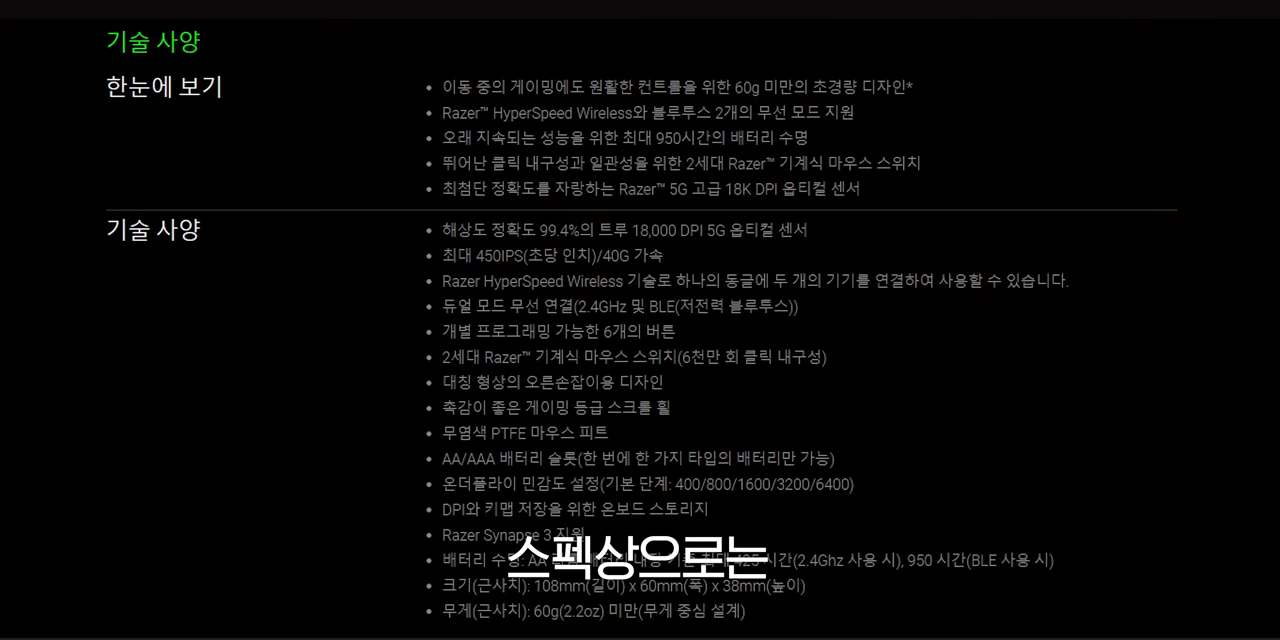 기술 사양
한눈에 보기
이동 중의 게이밍에도 원활한 컨트롤을 위한 60g 미만의 초경량 디자인*
Razer™ HyperSpeed Wireless와 블루투스 2개의 무선 모드 지원
오래 지속되는 성능을 위한 최대 950시간의 배터리 수명
뛰어난 클릭 내구성과 일관성을 위한 2세대 Razer™ 기계식 마우스 스위치
최첨단 정확도를 자랑하는 Razer™ 5G 고급 18K DPI 옵티컬 센서
기술 사양
해상도 정확도 99.4%의 트루 18,000 DPI 5G 옵티컬 센서
최대 450IPS(초당 인치)/40G 가속
Razer HyperSpeed Wireless 기술로 하나의 동글에 두 개의 기기를 연결하여 사용할 수 있습니다.
듀얼 모드 무선 연결(2.4GHz 및 BLE(저전력 블루투스))
개별 프로그래밍 가능한 6개의 버튼
2세대 Razer™ 기계식 마우스 스위치(6천만 회 클릭 내구성)
대칭 형상의 오른손잡이용 디자인
촉감이 좋은 게이밍 등급 스크롤 휠
무염색 PTFE 마우스 피트
AA/AAA 배터리 슬롯(한 번에 한 가지 타입의 배터리만 가능)
온더플라이 민감도 설정(기본 단계: 400/800/1600/3200/6400)
DPI와 키맵 저장을 위한 온보드 스토리지
Razer Synapse 3 지원
배터리 수명: AA 최대 425 시간(2.4Ghz 사용 시), 950 시간(BLE 사용 시)
스펙상으로는
크기(근사치): 108mm(길이) x 60mm(폭) x 38mm(높이)
무게(근사치): 60g(2.2oz) 미만(무게 중심 설계)